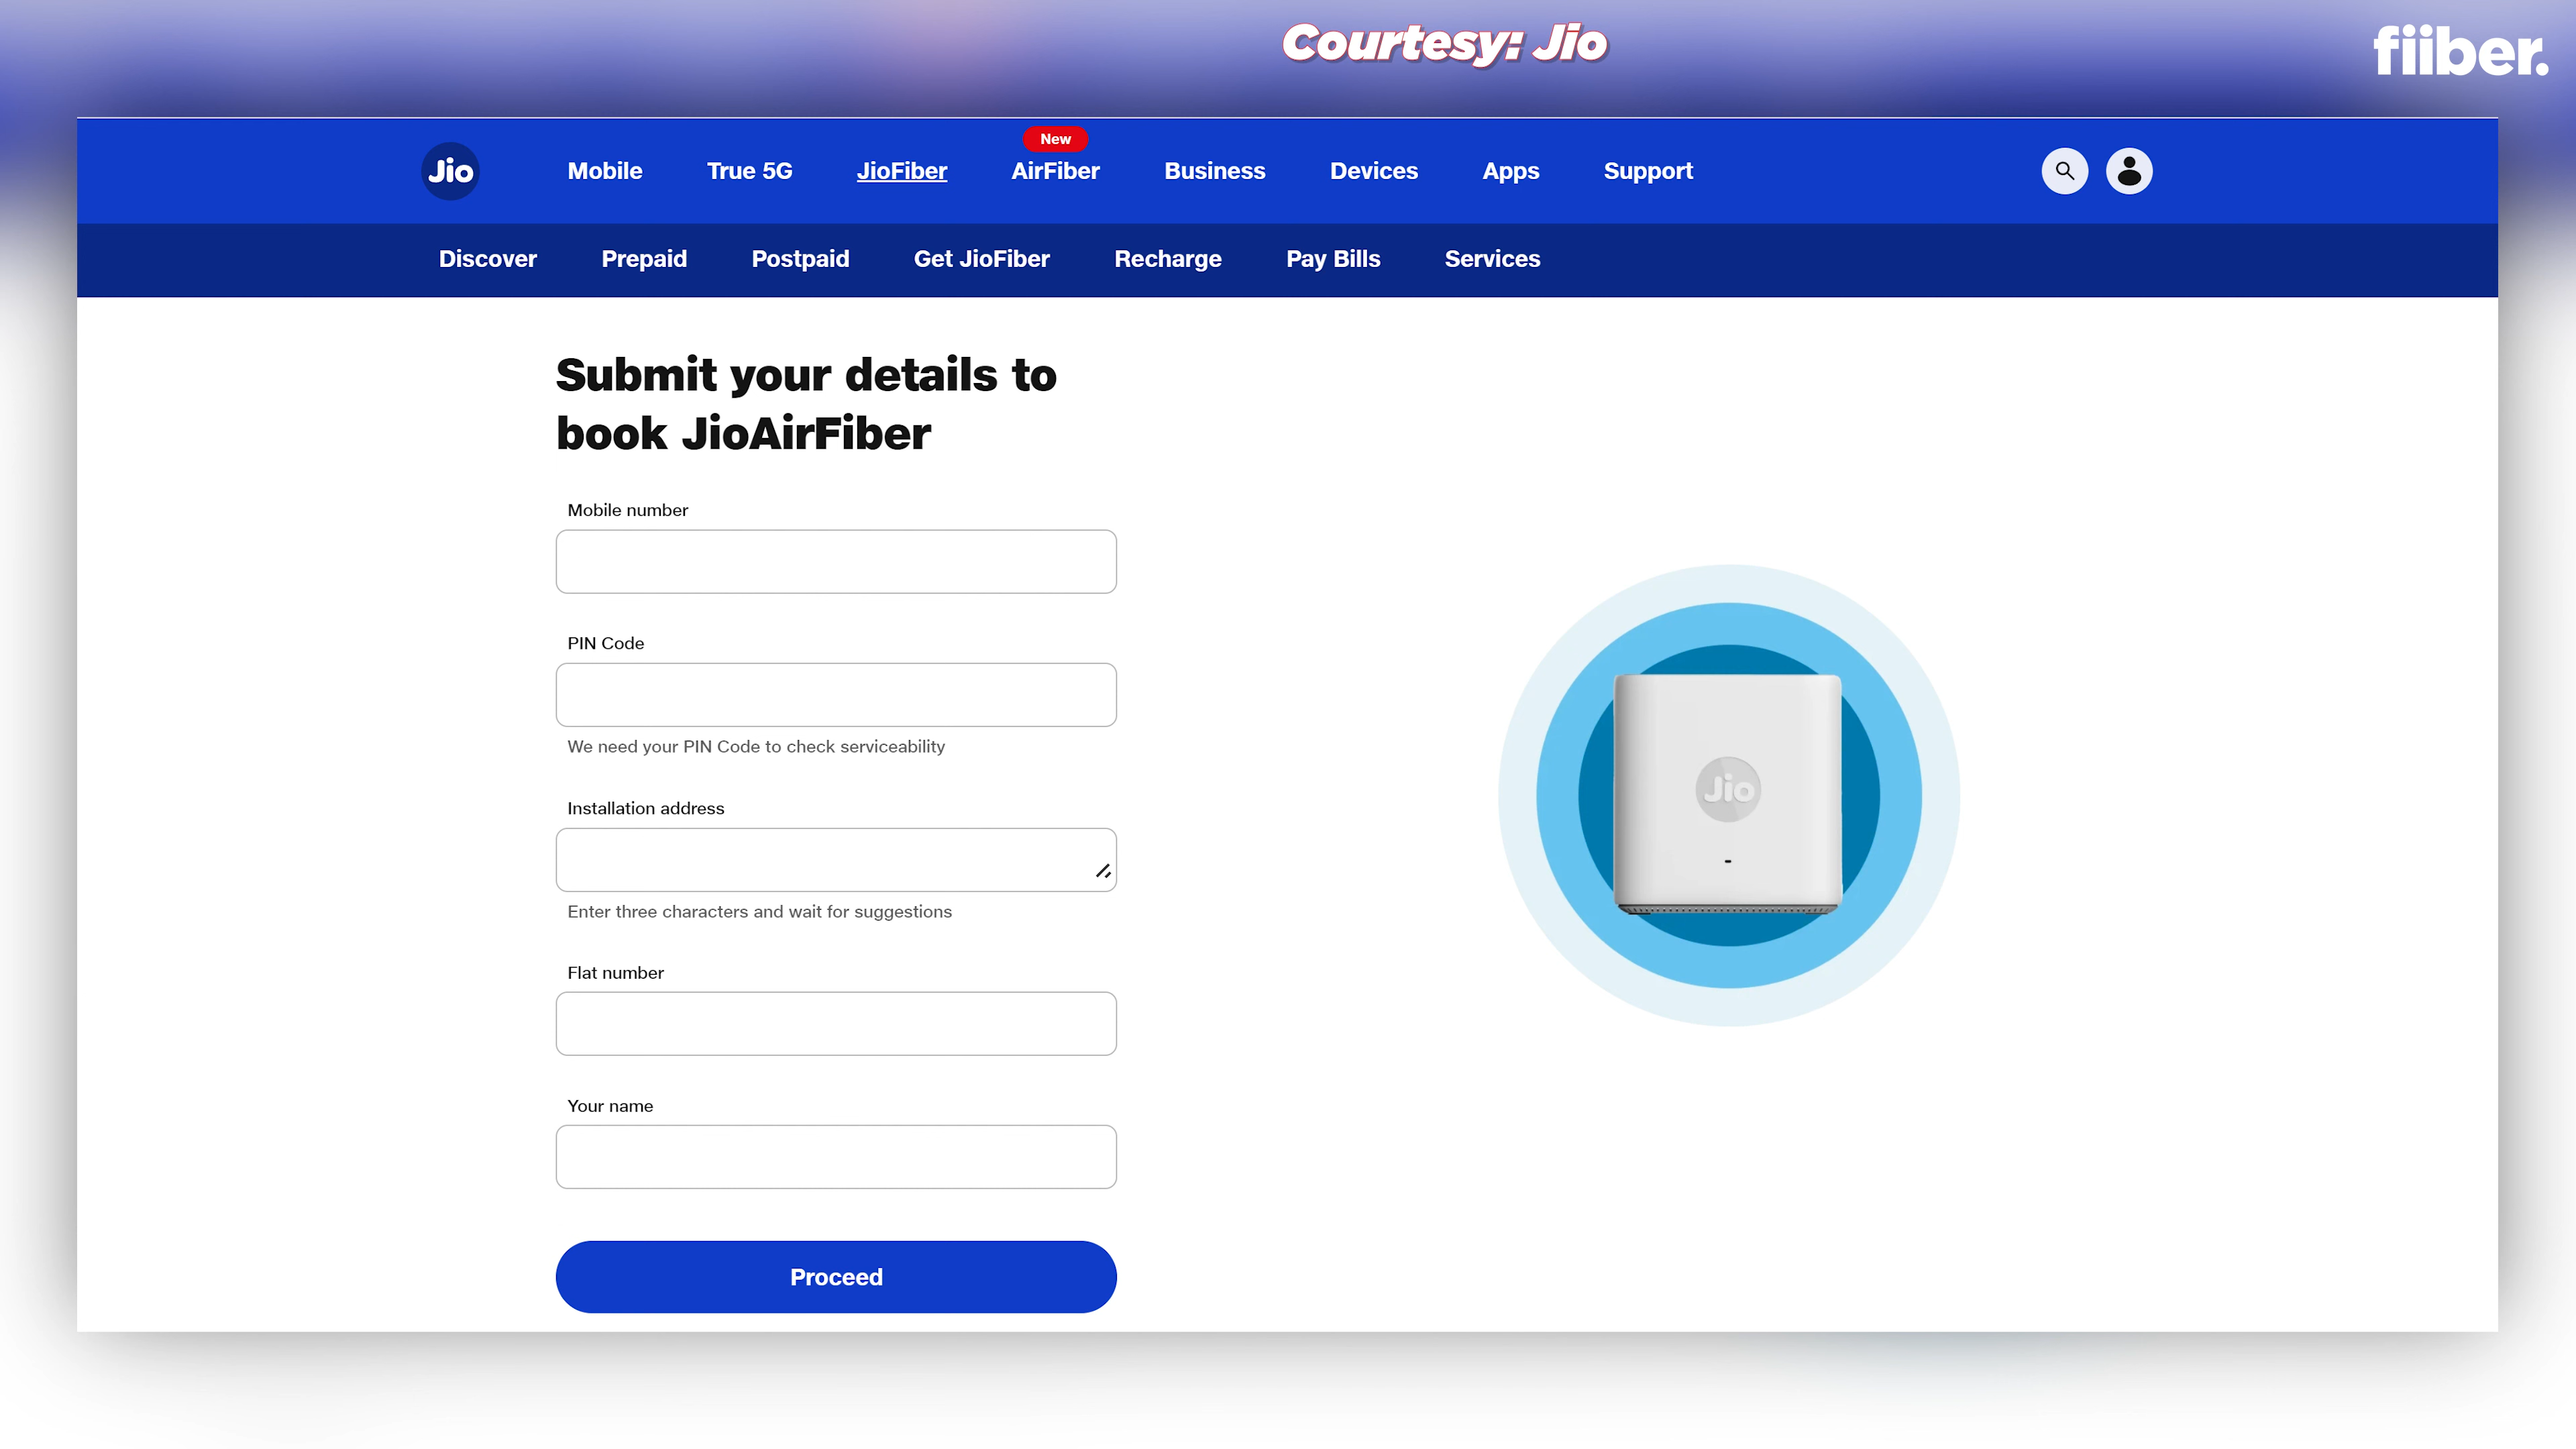 Courtesy: Jio
fiiber.
New
Jio
Mobile
True 5G
JioFiber
AirFiber
Business
Devices
Apps
Support
Discover
Prepaid
Postpaid
Get JioFiber
Recharge
Pay Bills
Services
Submit your details to
book JioAirFiber
Mobile number
PIN Code
We need your PIN Code to check serviceability
Installation address
Enter three characters and wait for suggestions
Flat number
Your name
Proceed
Jio